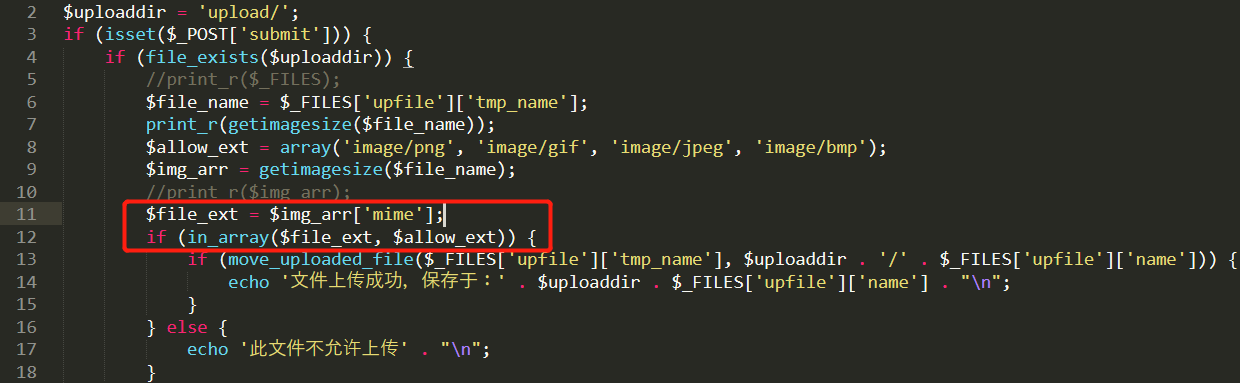 2 $uploaddir = 'upload/';
3 if (isset($_POST['submit'])) {
4 if (file_exists($uploaddir)) {
5 //print_r($_FILES);
6 $file_name = $_FILES['upfile']['tmp_name'];
7 print_r(getimagesize($file_name));
8 $allow_ext = array('image/png', 'image/gif', 'image/jpeg', 'image/bmp');
9 $img_arr = getimagesize($file_name);
10 //print_r($img_arr);
11 $file_ext = $img_arr['mime'];
12 if (in_array($file_ext, $allow_ext)) {
13 if (move_uploaded_file($_FILES['upfile']['tmp_name'], $uploaddir . '/' . $_FILES['upfile']['name'])) {
14 echo '文件上传成功, 保存于：' . $uploaddir . $_FILES['upfile']['name'] . "\n";
15 }
16 } else {
17 echo '此文件不允许上传' . "\n";
18 }